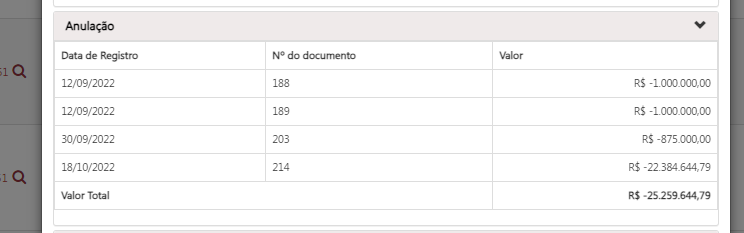 Anulação
Data de Registro Nº do documento Valor
12/09/2022 188 R$ -1.000.000,00
12/09/2022 189 R$ -1.000.000,00
30/09/2022 203 R$ -875.000,00
18/10/2022 214 R$ -22.384.644,79
Valor Total R$ -25.259.644,79